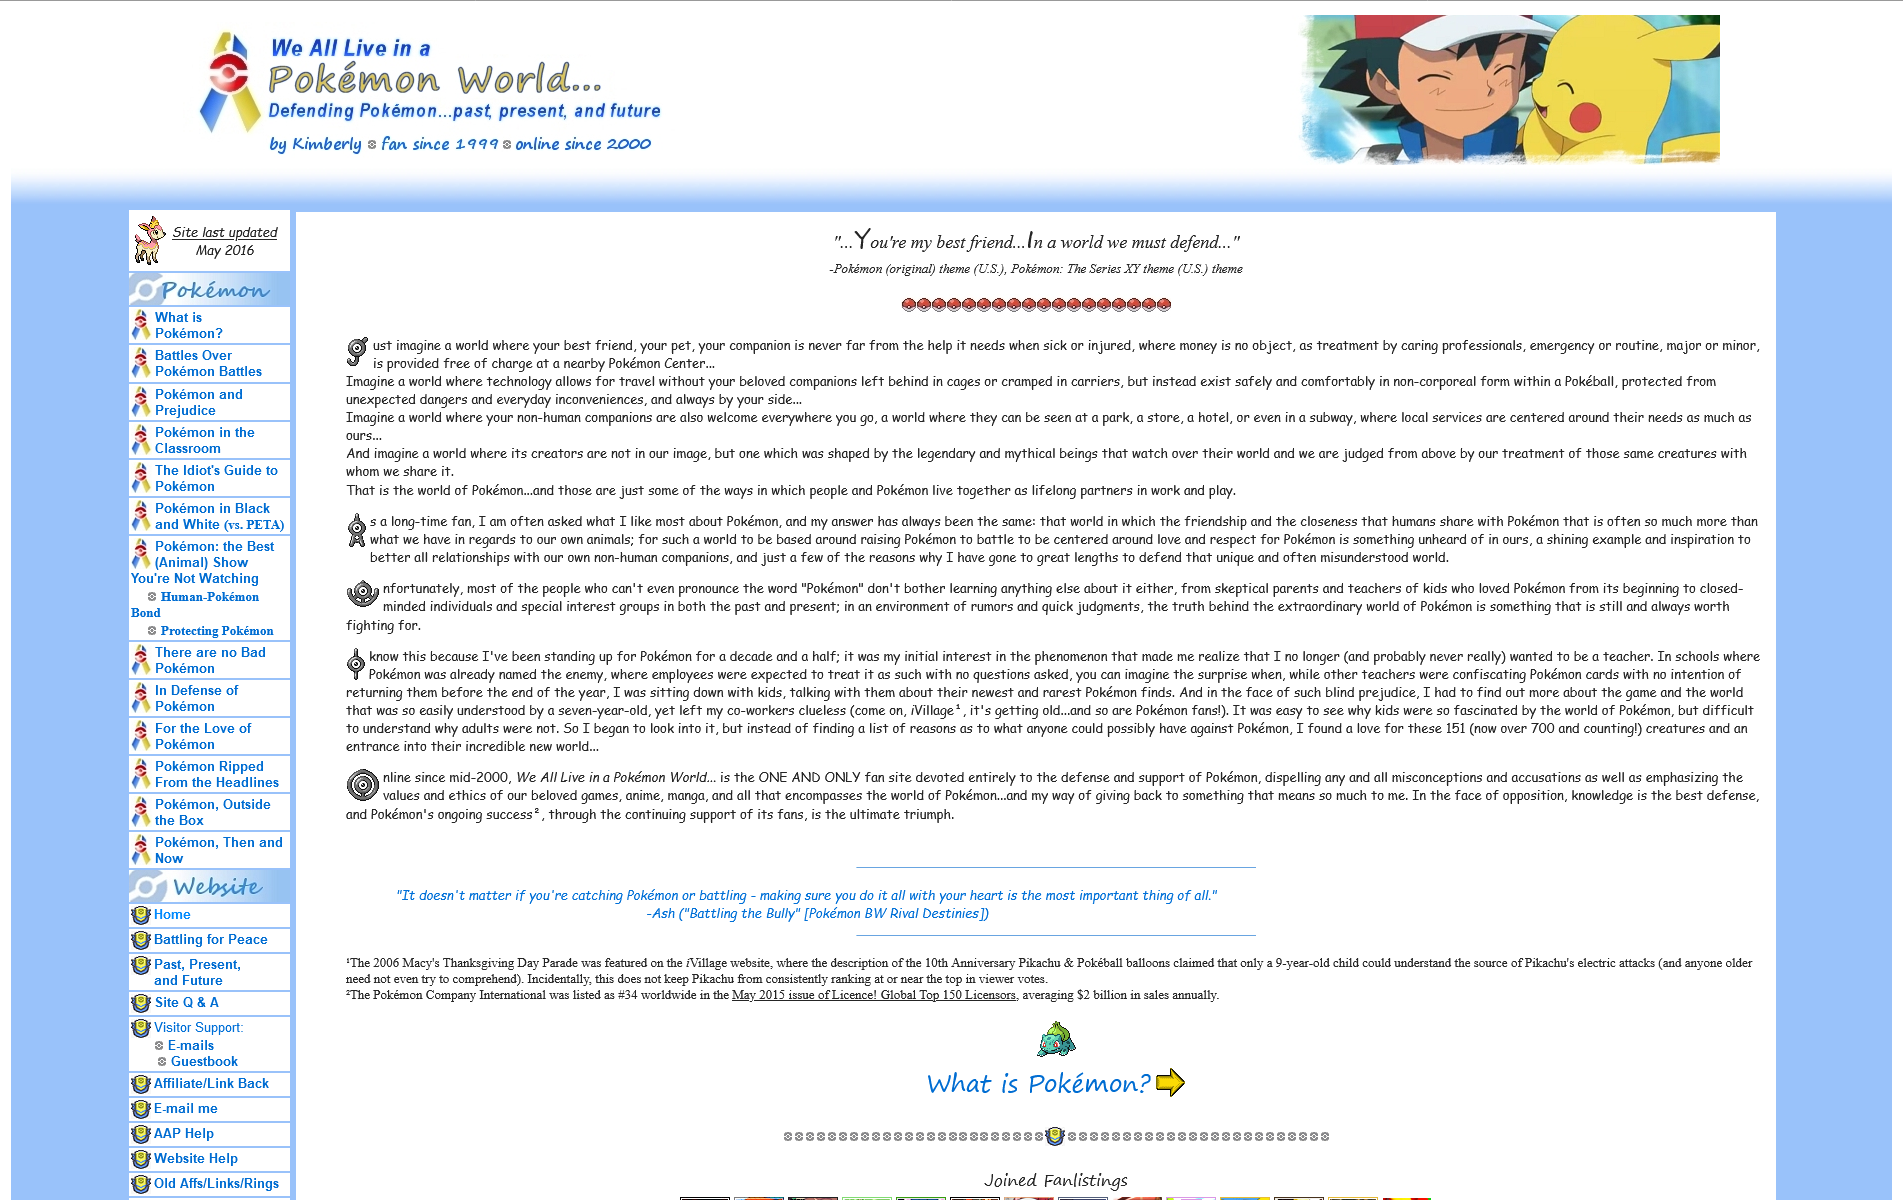 We All Live in a
Pokémon World...
Defending Pokémon...past, present, and future
by Kimberly fan since 1999 online since 2000
Site last updated
May 2016
Pokémon
What is
Pokémon?
Battles Over
Pokémon Battles
Pokémon and
Prejudice
Pokémon in the
Classroom
The Idiot's Guide to
Pokémon
Pokémon in Black
and White (vs. PETA)
Pokémon: the Best
(Animal) Show
You're Not Watching
Human-Pokémon
Bond
Protecting Pokémon
There are no Bad
Pokémon
In Defense of
Pokémon
For the Love of
Pokémon
Pokémon Ripped
From the Headlines
Pokémon, Outside
the Box
Pokémon, Then and
Now
Website
Home
Battling for Peace
Past, Present,
and Future
Site Q & A
Visitor Support:
E-mails
Guestbook
Affiliate/Link Back
E-mail me
AAP Help
Website Help
Old Affs/Links/Rings
"...You're my best friend...In a world we must defend..."
-Pokémon (original) theme (U.S.), Pokémon: The Series XY theme (U.S.) theme
Just imagine a world where your best friend, your pet, your companion is never far from the help it needs when sick or injured, where money is no object, as treatment by caring professionals, emergency or routine, major or minor,
is provided free of charge at a nearby Pokémon Center...
Imagine a world where technology allows for travel without your beloved companions left behind in cages or cramped in carriers, but instead exist safely and comfortably in non-corporeal form within a Pokéball, protected from
unexpected dangers and everyday inconveniences, and always by your side...
Imagine a world where your non-human companions are also welcome everywhere you go, a world where they can be seen at a park, a store, a hotel, or even in a subway, where local services are centered around their needs as much as
ours...
And imagine a world where its creators are not in our image, but one which was shaped by the legendary and mythical beings that watch over their world and we are judged from above by our treatment of those same creatures with
whom we share it.
That is the world of Pokémon...and those are just some of the ways in which people and Pokémon live together as lifelong partners in work and play.
As a long-time fan, I am often asked what I like most about Pokémon, and my answer has always been the same: that world in which the friendship and the closeness that humans share with Pokémon that is often so much more than
what we have in regards to our own animals; for such a world to be based around raising Pokémon to battle to be centered around love and respect for Pokémon is something unheard of in ours, a shining example and inspiration to
better all relationships with our own non-human companions, and just a few of the reasons why I have gone to great lengths to defend that unique and often misunderstood world.
Unfortunately, most of the people who can't even pronounce the word "Pokémon" don't bother learning anything else about it either, from skeptical parents and teachers of kids who loved Pokémon from its beginning to closed-
minded individuals and special interest groups in both the past and present; in an environment of rumors and quick judgments, the truth behind the extraordinary world of Pokémon is something that is still and always worth
fighting for.
I know this because I've been standing up for Pokémon for a decade and a half; it was my initial interest in the phenomenon that made me realize that I no longer (and probably never really) wanted to be a teacher. In schools where
Pokémon was already named the enemy, where employees were expected to treat it as such with no questions asked, you can imagine the surprise when, while other teachers were confiscating Pokémon cards with no intention of
returning them before the end of the year, I was sitting down with kids, talking with them about their newest and rarest Pokémon finds. And in the face of such blind prejudice, I had to find out more about the game and the world
that was so easily understood by a seven-year-old, yet left my co-workers clueless (come on, iVillage¹, it's getting old...and so are Pokémon fans!). It was easy to see why kids were so fascinated by the world of Pokémon, but difficult
to understand why adults were not. So I began to look into it, but instead of finding a list of reasons as to what anyone could possibly have against Pokémon, I found a love for these 151 (now over 700 and counting!) creatures and an
entrance into their incredible new world...
Online since mid-2000, We All Live in a Pokémon World... is the ONE AND ONLY fan site devoted entirely to the defense and support of Pokémon, dispelling any and all misconceptions and accusations as well as emphasizing the
values and ethics of our beloved games, anime, manga, and all that encompasses the world of Pokémon...and my way of giving back to something that means so much to me. In the face of opposition, knowledge is the best defense,
and Pokémon's ongoing success², through the continuing support of its fans, is the ultimate triumph.
"It doesn't matter if you're catching Pokémon or battling - making sure you do it all with your heart is the most important thing of all."
-Ash ("Battling the Bully" [Pokémon BW Rival Destinies])
¹The 2006 Macy's Thanksgiving Day Parade was featured on the iVillage website, where the description of the 10th Anniversary Pikachu & Pokéball balloons claimed that only a 9-year-old child could understand the source of Pikachu's electric attacks (and anyone older
need not even try to comprehend). Incidentally, this does not keep Pikachu from consistently ranking at or near the top in viewer votes.
²The Pokémon Company International was listed as #34 worldwide in the May 2015 issue of Licence! Global Top 150 Licensors, averaging $2 billion in sales annually.
What is Pokémon?
Joined Fanlistings